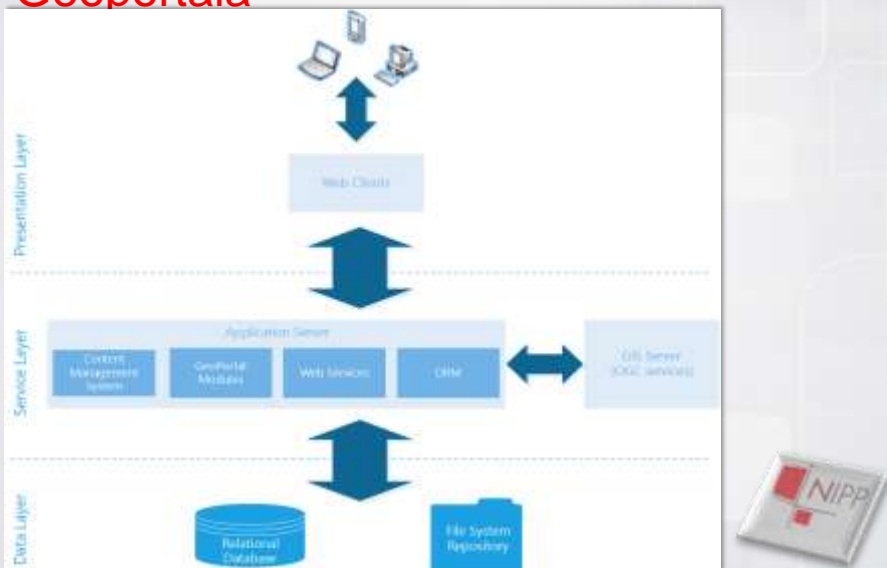 Geoportala
Presentation Layer
Web Clients
Service Layer
Application Server
Content
Management
System
GeoPortal
Modules
Web Services
ORM
GIS Server
(OGC services)
Data Layer
Relational
Database
File System
Repository
NIPP